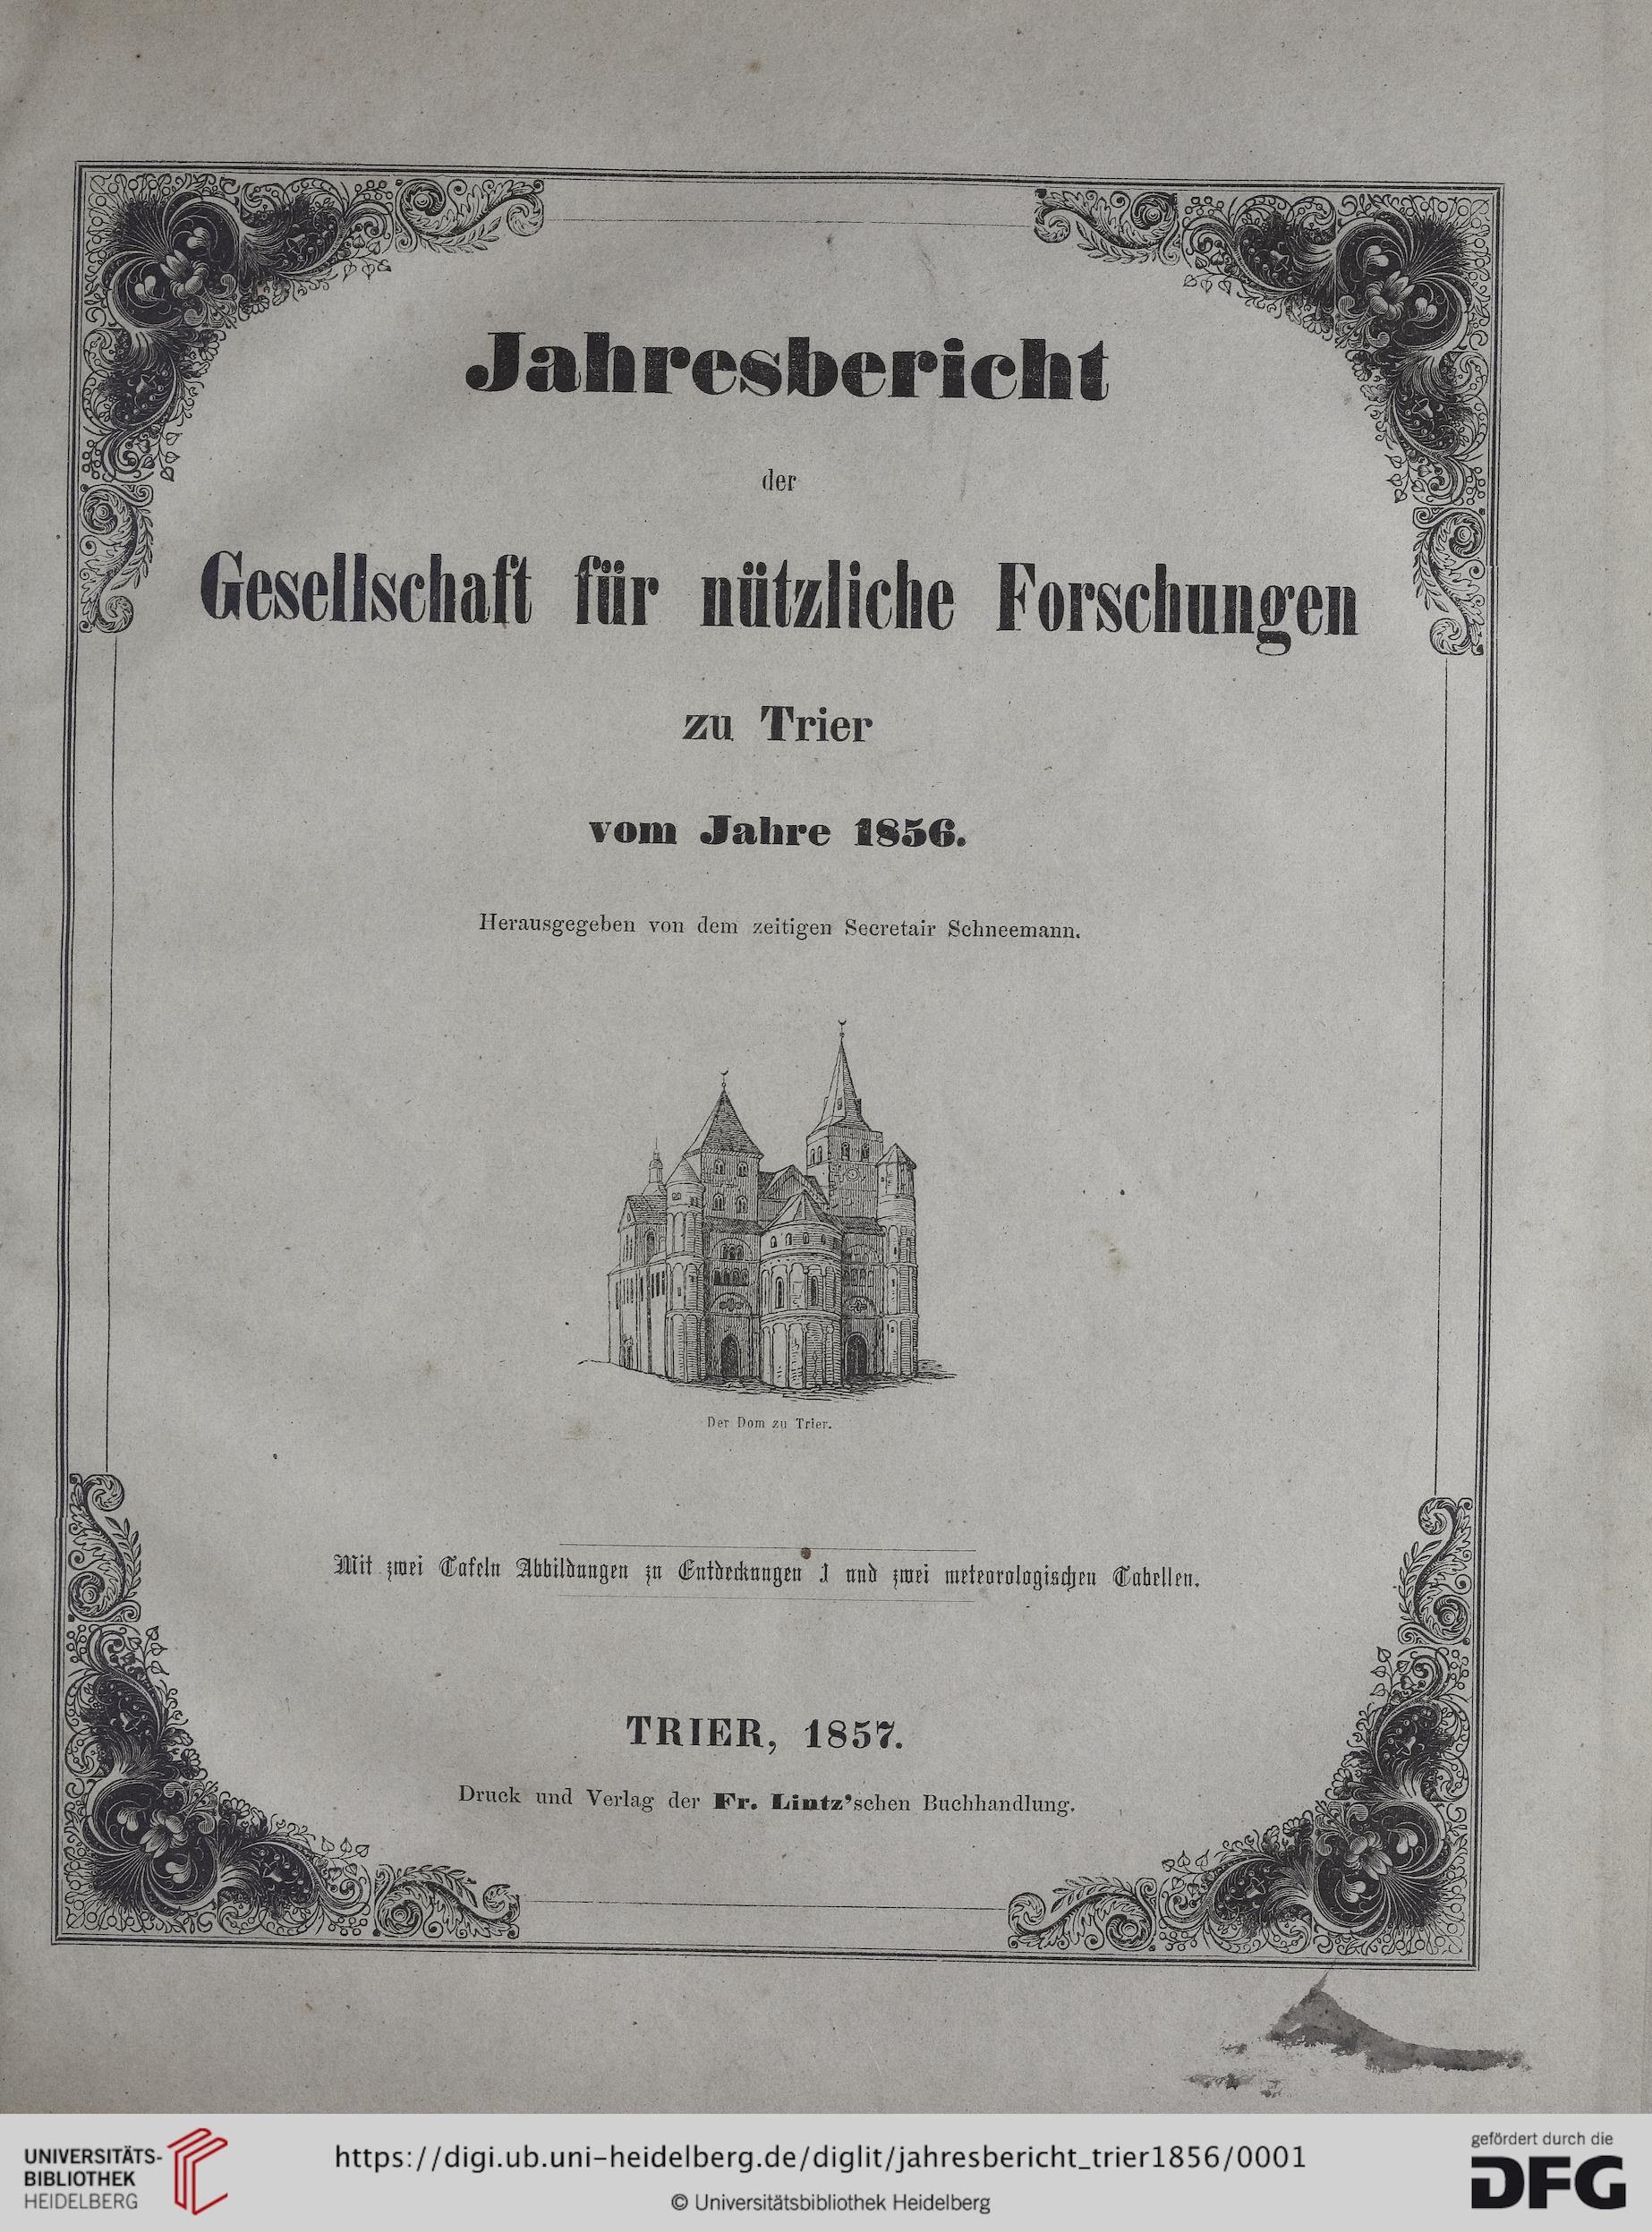 Jahresbericht
der
Gesellschaft für nützliche Forschungen
zu Trier
vom Jahre 1856.
Herausgegeben von dem zeitigen Secretair Schneemann.
Der Dom zu Trier.
Mit zwei Tafeln Abbildungen zu Entdeckungen 1 und zwei meteorologischen Tabellen.
TRIER, 1857.
Druck und Verlag der Fr. Lintz'schen Buchhandlung.
UNIVERSITÄTS-
BIBLIOTHEK
HEIDELBERG
https://digi.ub.uni-heidelberg.de/diglit/jahresbericht_trier1856/0001
© Universitätsbibliothek Heidelberg
gefördert durch die
DFG